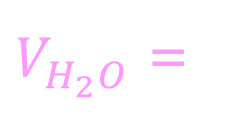 V_{H_2O} =